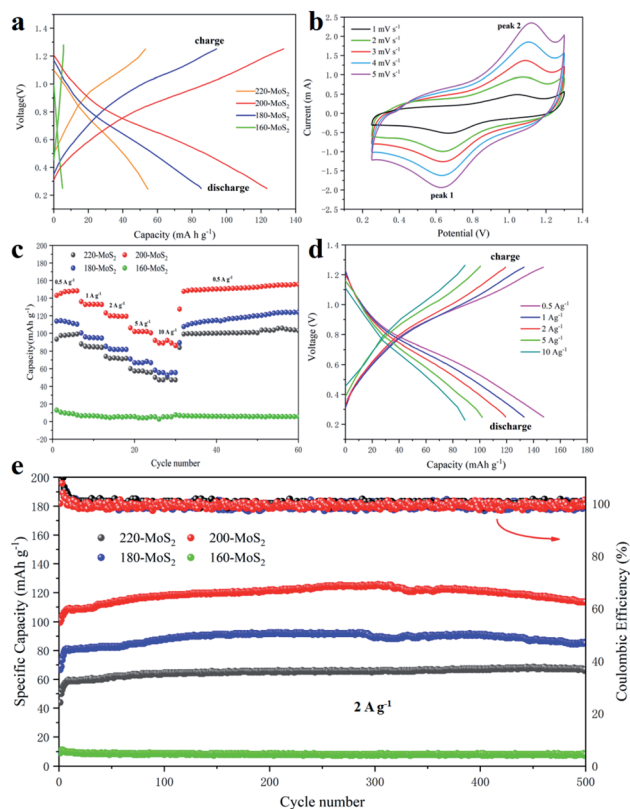 a
charge
220-MoS₂
200-MoS₂
180-MoS₂
160-MoS₂
discharge
Voltage(V)
1.4
1.2
1.0
0.8
0.6
0.4
0.2
0 20 40 60 80 100 120 140
Capacity (mA h g⁻¹)
b
1 mV s⁻¹
2 mV s⁻¹
3 mV s⁻¹
4 mV s⁻¹
5 mV s⁻¹
peak 2
peak 1
Current (m A)
2.5
2.0
1.5
1.0
0.5
0.0
-0.5
-1.0
-1.5
-2.0
-2.5
0.2 0.4 0.6 0.8 1.0 1.2 1.4
Potential (V)
c
220-MoS₂ 200-MoS₂
180-MoS₂ 160-MoS₂
0.5 A g⁻¹
1 A g⁻¹
2 A g⁻¹
5 A g⁻¹
10 A g⁻¹
0.5 A g⁻¹
Capacity(mAh g⁻¹)
200
180
160
140
120
100
80
60
40
20
0
-20
0 20 40 60
Cycle number
d
charge
0.5 Ag⁻¹
1 Ag⁻¹
2 Ag⁻¹
5 Ag⁻¹
10 Ag⁻¹
discharge
Voltage (V)
1.4
1.2
1.0
0.8
0.6
0.4
0.2
0 20 40 60 80 100 120 140 160 180
Capacity (mAh g⁻¹)
e
220-MoS₂ 200-MoS₂
180-MoS₂ 160-MoS₂
2 A g⁻¹
Specific Capacity (mAh g⁻¹)
200
180
160
140
120
100
80
60
40
20
0
Coulombic Efficiency (%)
100
80
60
40
20
0
0 100 200 300 400 500
Cycle number